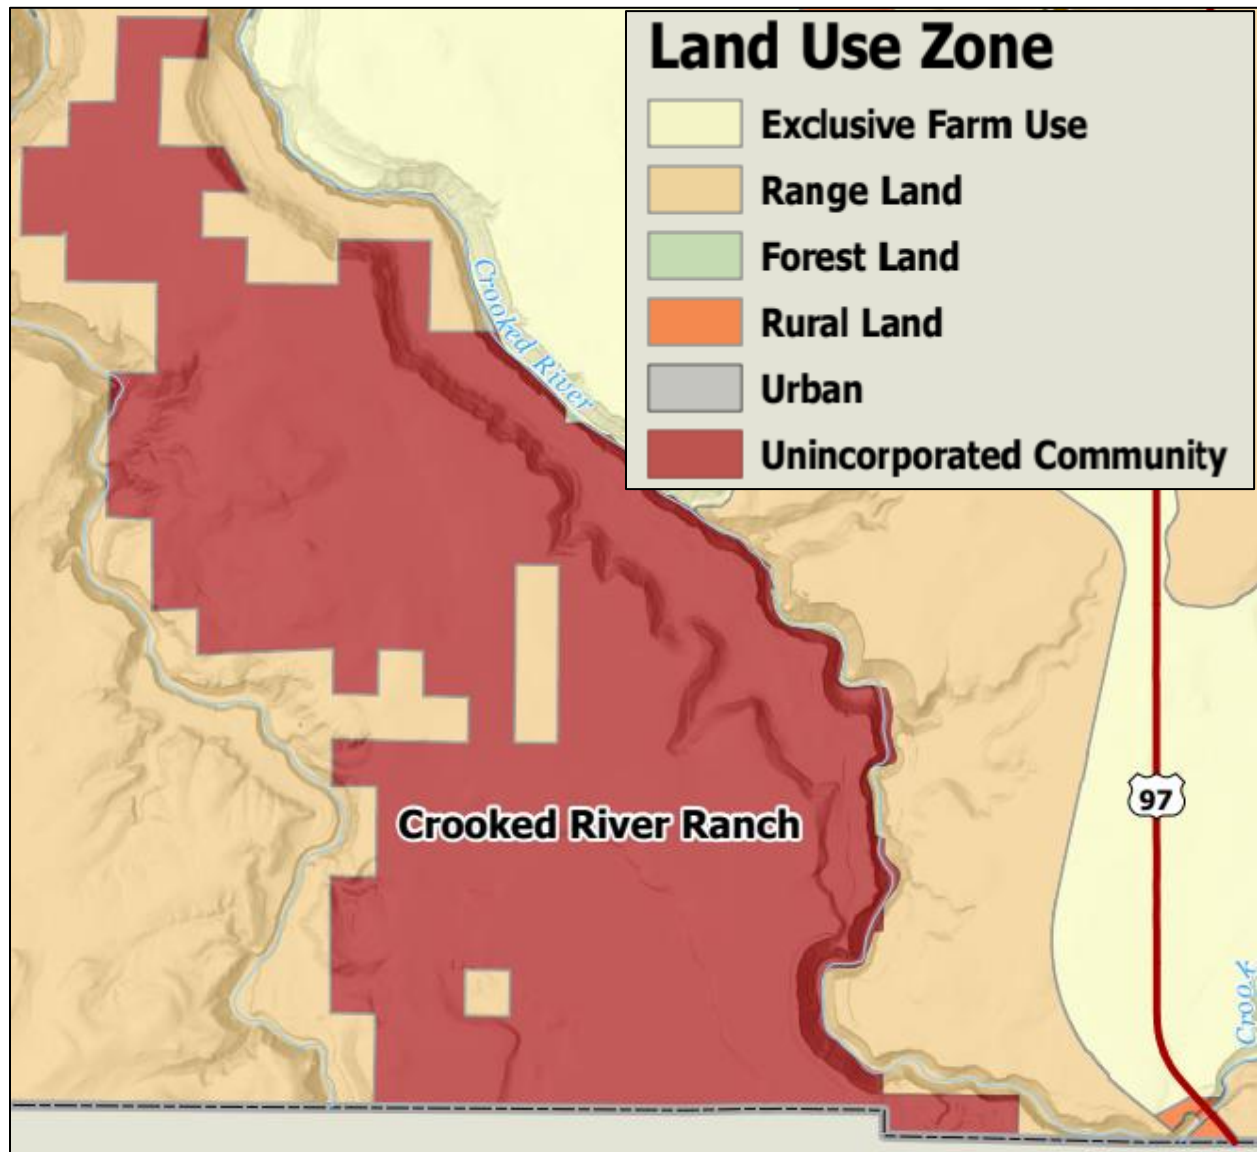 Land Use Zone
Exclusive Farm Use
Range Land
Forest Land
Rural Land
Urban
Unincorporated Community
Crooked River
Crooked River Ranch
97
Crook